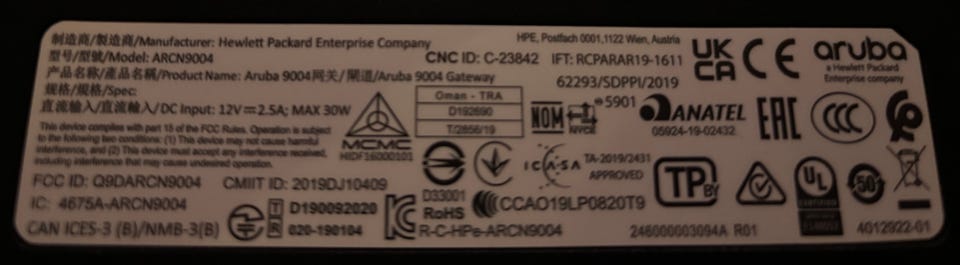 制造商/製造商/Manufacturer: Hewlett Packard Enterprise Company
型号/型號/Model: ARCN9004
产品名称/產品名稱/Product Name: Aruba 9004网关/閘道/Aruba 9004 Gateway
规格/規格/Spec:
直流输入/直流輸入/DC Input: 12V⎓2.5A; MAX 30W
This device complies with part 15 of the FCC Rules. Operation is subject
to the following two conditions: (1) This device may not cause harmful
interference, and (2) This device must accept any interference received,
including interference that may cause undesired operation.
FCC ID: Q9DARCN9004
CMIIT ID: 2019DJ10409
IC: 4675A-ARCN9004
CAN ICES-3 (B)/NMB-3(B)
HPE, Postfach 0001,1122 Wien, Austria
CNC ID: C-23842
IFT: RCPARAR19-1611
62293/SDPPI/2019
UK
CA
CE
aruba
a Hewlett Packard
Enterprise company
Oman - TRA
D192690
T/2856/19
MCMC
HIDF16000101
NOM
NYCE
5901
ANATEL
05924-19-02432
EAC
CCC
D33001
RoHS
ICASA
TA-2019/2431
APPROVED
TP BY
UL
50
T D190092020
R 020-190104
CCAO19LP0820T9
R-C-HPe-ARCN9004
246000003094A R01
4012922-01